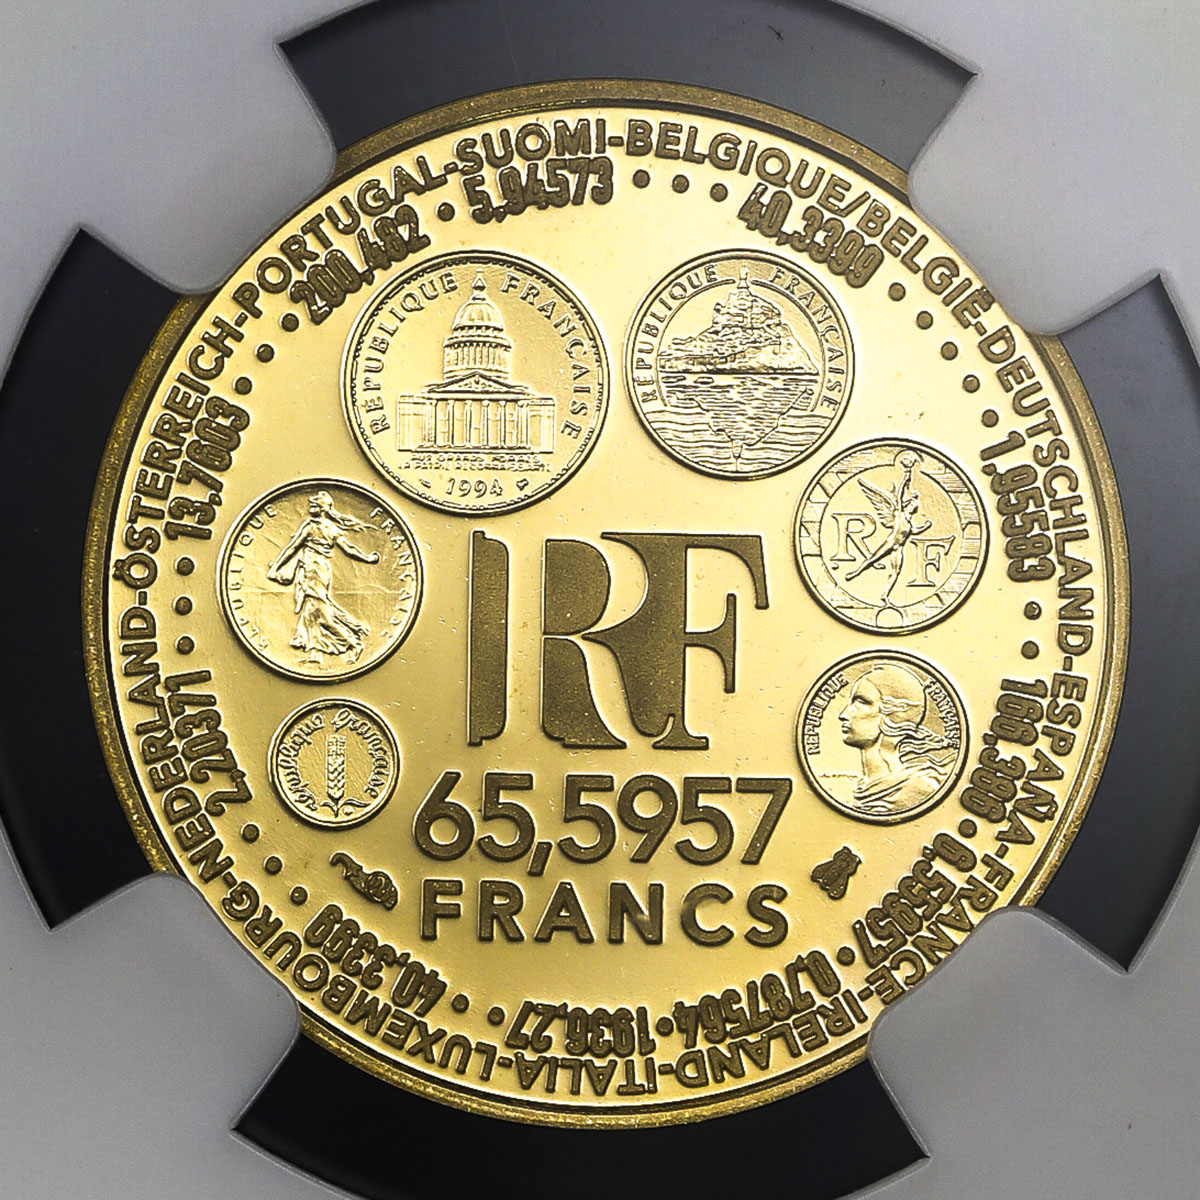 BELGIQUE/BELGIË-DEUTSCHLAND-ESPAÑA-FRANCE-IRELAND-ITALIA-LUXEMBOURG-NEDERLAND-ÖSTERREICH-PORTUGAL-SUOMI-
40,3399 • • • • 1,95583 • 166,386 • 6,55957 • 0,787564 • 1936,27 • • • 40,3399 • • • 2,20371 • • 13,7603 • • • 200,482 • 5,94573 • • • •
RÉPUBLIQUE FRANÇAISE
1994
RÉPUBLIQUE FRANÇAISE
RÉPUBLIQUE FRANÇAISE
RF
RF
République Française
RÉPUBLIQUE FRANÇAISE
65,5957
FRANCS